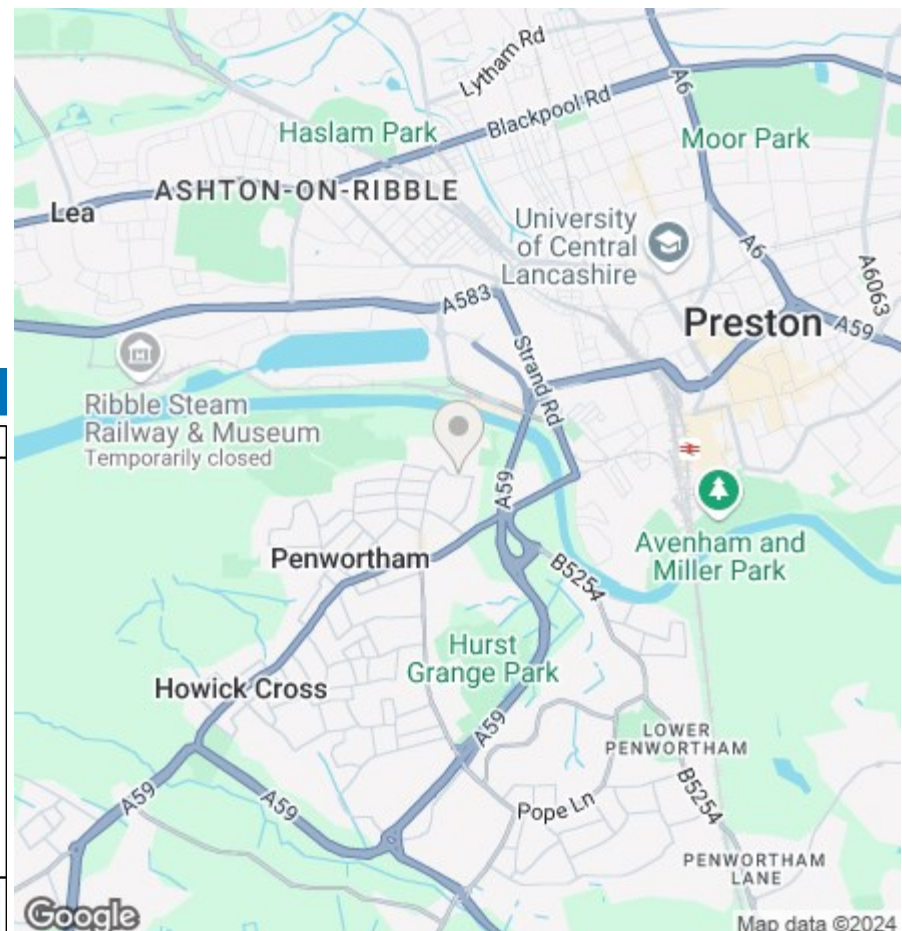 Lytham Rd
A6
Blackpool Rd
Haslam Park
Moor Park
ASHTON-ON-RIBBLE
Lea
University
of Central
Lancashire
A6
A6063
A583
Preston
A59
Strand Rd
Ribble Steam
Railway & Museum
Temporarily closed
A59
Penwortham
Avenham and
Miller Park
B5254
Hurst
Grange Park
Howick Cross
A59
LOWER
PENWORTHAM
A59
A59
B5254
Pope Ln
PENWORTHAM
LANE
Google
Map data ©2024